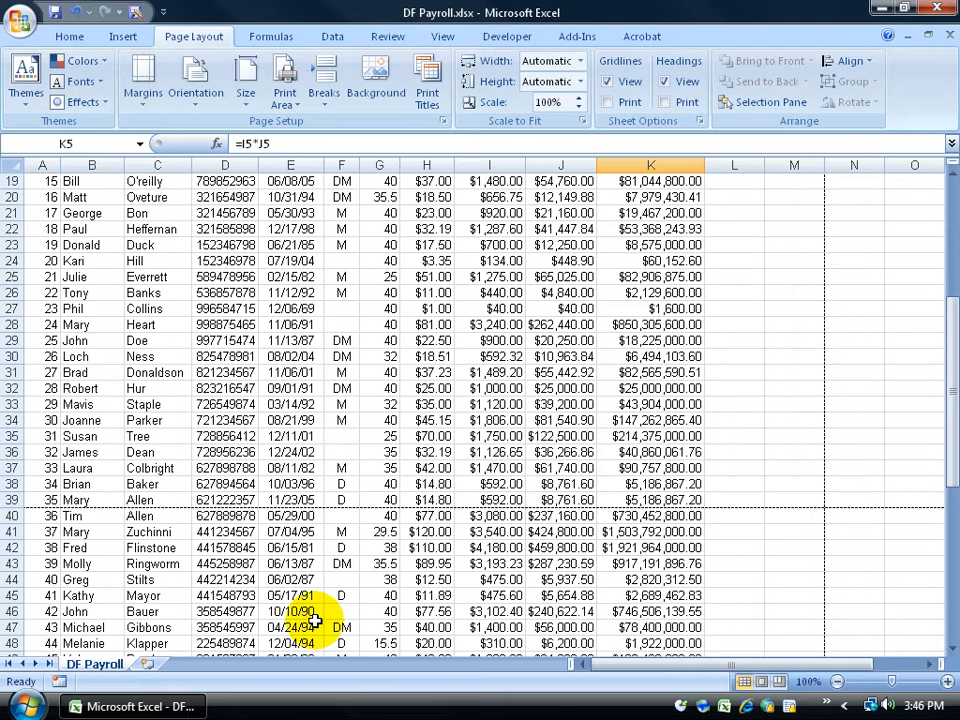 DF Payroll.xlsx - Microsoft Excel
Home Insert Page Layout Formulas Data Review View Developer Add-Ins Acrobat
Themes Colors Fonts Effects Margins Orientation Size Print Area Breaks Background Print Titles Width: Automatic Height: Automatic Scale: 100% Gridlines View Print Headings View Print Bring to Front Send to Back Selection Pane Align Group Rotate
Themes Page Setup Scale to Fit Sheet Options Arrange
K5 fx =I5*J5
A B C D E F G H I J K L M N O
19 15 Bill O'reilly 789852963 06/08/05 DM 40 $37.00 $1,480.00 $54,760.00 $81,044,800.00
20 16 Matt Oveture 321654987 10/31/94 DM 35.5 $18.50 $656.75 $12,149.88 $7,979,430.41
21 17 George Bon 321456789 05/30/93 M 40 $23.00 $920.00 $21,160.00 $19,467,200.00
22 18 Paul Heffernan 321585898 12/17/98 M 40 $32.19 $1,287.60 $41,447.84 $53,368,243.93
23 19 Donald Duck 152346798 06/21/85 M 40 $17.50 $700.00 $12,250.00 $8,575,000.00
24 20 Kari Hill 152346978 07/19/04 40 $3.35 $134.00 $448.90 $60,152.60
25 21 Julie Everrett 589478956 02/15/82 M 25 $51.00 $1,275.00 $65,025.00 $82,906,875.00
26 22 Tony Banks 536857878 11/12/92 M 40 $11.00 $440.00 $4,840.00 $2,129,600.00
27 23 Phil Collins 996584715 12/06/69 40 $1.00 $40.00 $40.00 $1,600.00
28 24 Mary Heart 998875465 11/06/91 40 $81.00 $3,240.00 $262,440.00 $850,305,600.00
29 25 John Doe 997715474 11/13/87 DM 40 $22.50 $900.00 $20,250.00 $18,225,000.00
30 26 Loch Ness 825478981 08/02/04 DM 32 $18.51 $592.32 $10,963.84 $6,494,103.60
31 27 Brad Donaldson 821234567 11/06/01 M 40 $37.23 $1,489.20 $55,442.92 $82,565,590.51
32 28 Robert Hur 823216547 09/01/91 DM 40 $25.00 $1,000.00 $25,000.00 $25,000,000.00
33 29 Mavis Staple 726549874 03/14/92 M 32 $35.00 $1,120.00 $39,200.00 $43,904,000.00
34 30 Joanne Parker 721234567 08/21/99 M 40 $45.15 $1,806.00 $81,540.90 $147,262,865.40
35 31 Susan Tree 728856412 12/11/01 25 $70.00 $1,750.00 $122,500.00 $214,375,000.00
36 32 James Dean 728956236 12/24/02 35 $32.19 $1,126.65 $36,266.86 $40,860,061.76
37 33 Laura Colbright 627898788 08/11/82 M 35 $42.00 $1,470.00 $61,740.00 $90,757,800.00
38 34 Brian Baker 627894564 10/03/96 D 40 $14.80 $592.00 $8,761.60 $5,186,867.20
39 35 Mary Allen 621222357 11/23/05 D 40 $14.80 $592.00 $8,761.60 $5,186,867.20
40 36 Tim Allen 627889878 05/29/00 40 $77.00 $3,080.00 $237,160.00 $730,452,800.00
41 37 Mary Zuchinni 441234567 07/04/95 M 29.5 $120.00 $3,540.00 $424,800.00 $1,503,792,000.00
42 38 Fred Flinstone 441578845 06/15/81 D 38 $110.00 $4,180.00 $459,800.00 $1,921,964,000.00
43 39 Molly Ringworm 445258987 06/13/87 DM 35.5 $89.95 $3,193.23 $287,230.59 $917,191,896.76
44 40 Greg Stilts 442214234 06/02/87 38 $12.50 $475.00 $5,937.50 $2,820,312.50
45 41 Kathy Mayor 441548793 05/17/91 D 40 $11.89 $475.60 $5,654.88 $2,689,462.83
46 42 John Bauer 358549877 10/10/90 40 $77.56 $3,102.40 $240,622.14 $746,506,139.55
47 43 Michael Gibbons 358545997 04/24/94 DM 35 $40.00 $1,400.00 $56,000.00 $78,400,000.00
48 44 Melanie Klapper 225489874 12/04/94 D 15.5 $20.00 $310.00 $6,200.00 $1,922,000.00
DF Payroll
Ready 100%
Microsoft Excel - DF... 3:46 PM